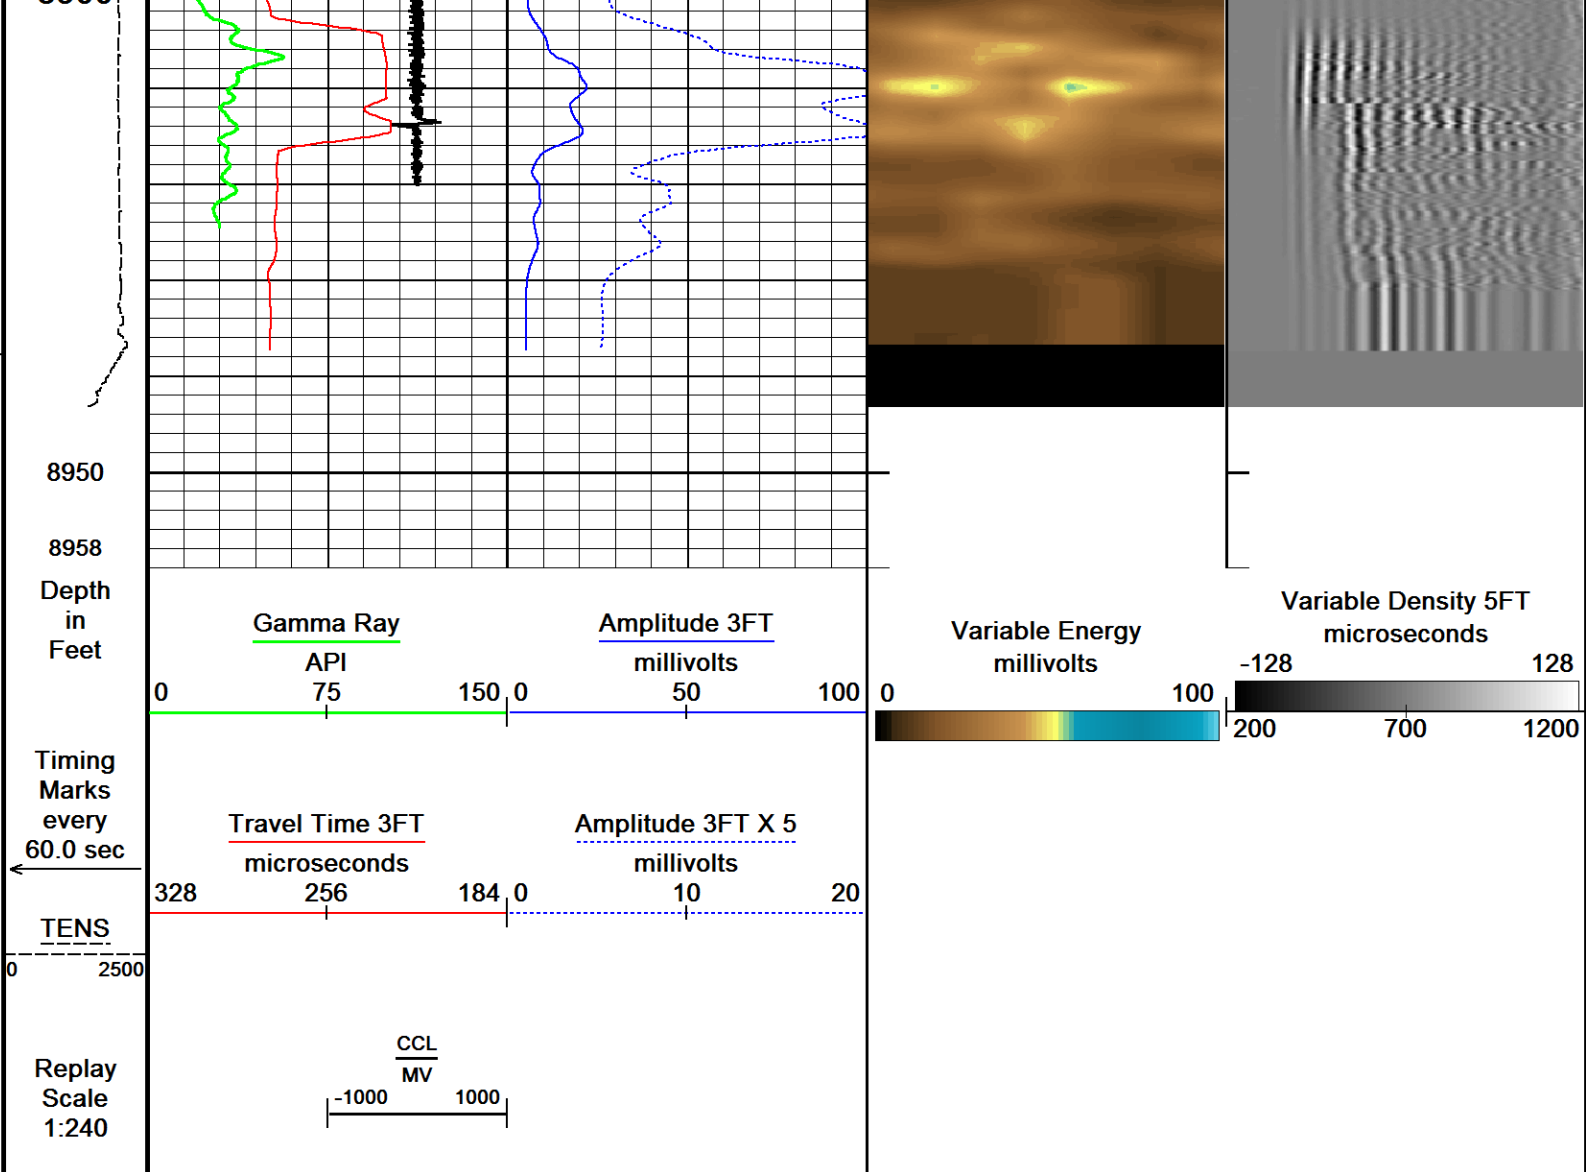 8950
8958
Depth
in
Feet
Gamma Ray
API
0 75 150
Amplitude 3FT
millivolts
0 50 100
Variable Energy
millivolts
0 100
Variable Density 5FT
microseconds
-128 128
200 700 1200
Timing
Marks
every
60.0 sec
Travel Time 3FT
microseconds
328 256 184
Amplitude 3FT X 5
millivolts
0 10 20
TENS
0 2500
CCL
MV
-1000 1000
Replay
Scale
1:240